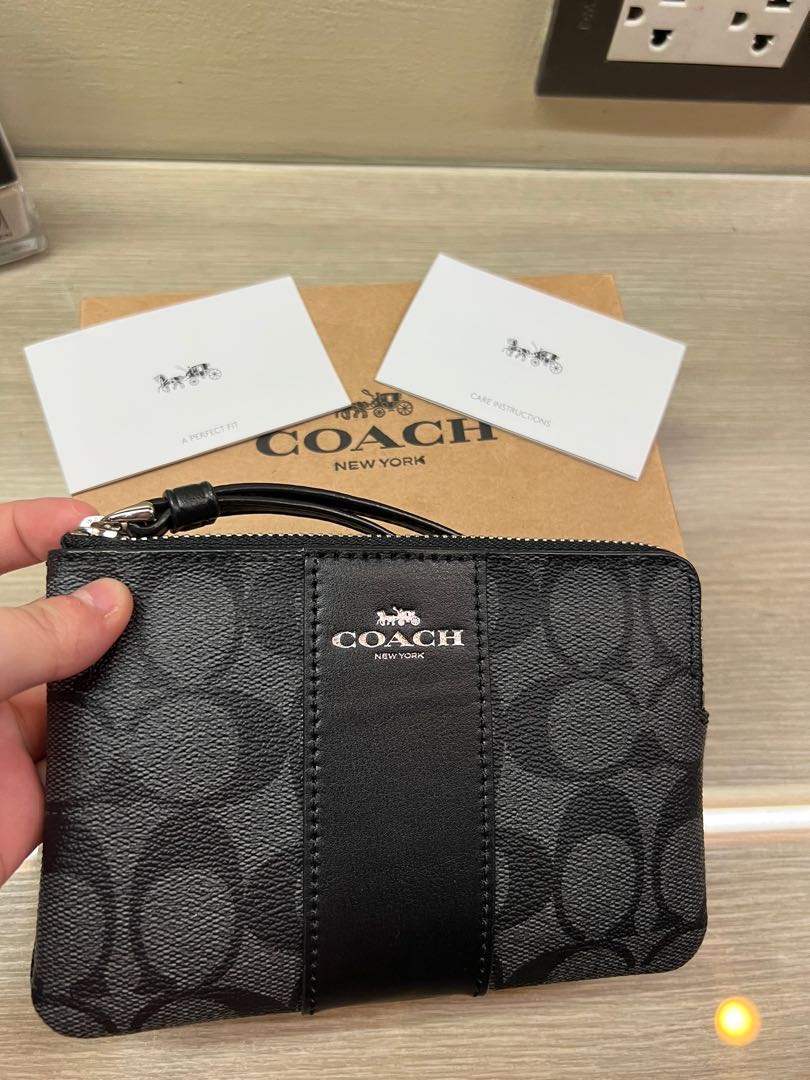 A PERFECT FIT
CARE INSTRUCTIONS
COACH
NEW YORK
COACH
NEW YORK